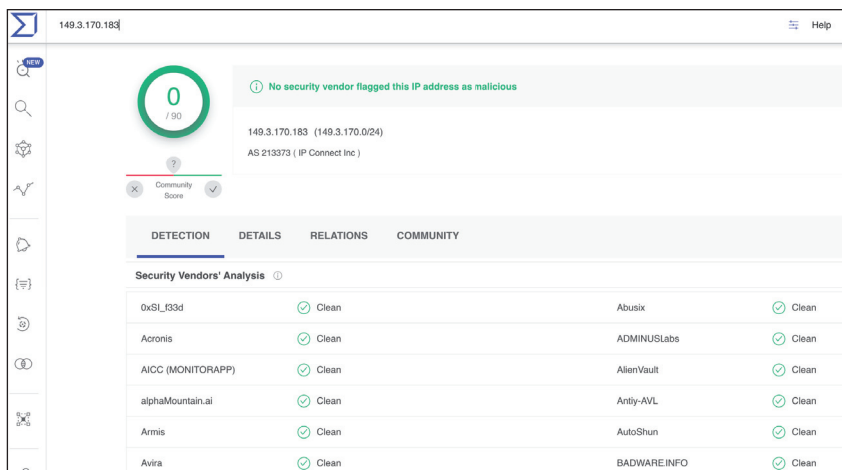 149.3.170.183
Help
NEW
0
/ 90
No security vendor flagged this IP address as malicious
149.3.170.183 (149.3.170.0/24)
AS 213373 ( IP Connect Inc )
?
Community
Score
DETECTION DETAILS RELATIONS COMMUNITY
Security Vendors' Analysis
0xSI_f33d Clean Abusix Clean
Acronis Clean ADMINUSLabs Clean
AICC (MONITORAPP) Clean AlienVault Clean
alphaMountain.ai Clean Antiy-AVL Clean
Armis Clean AutoShun Clean
Avira Clean BADWARE.INFO Clean